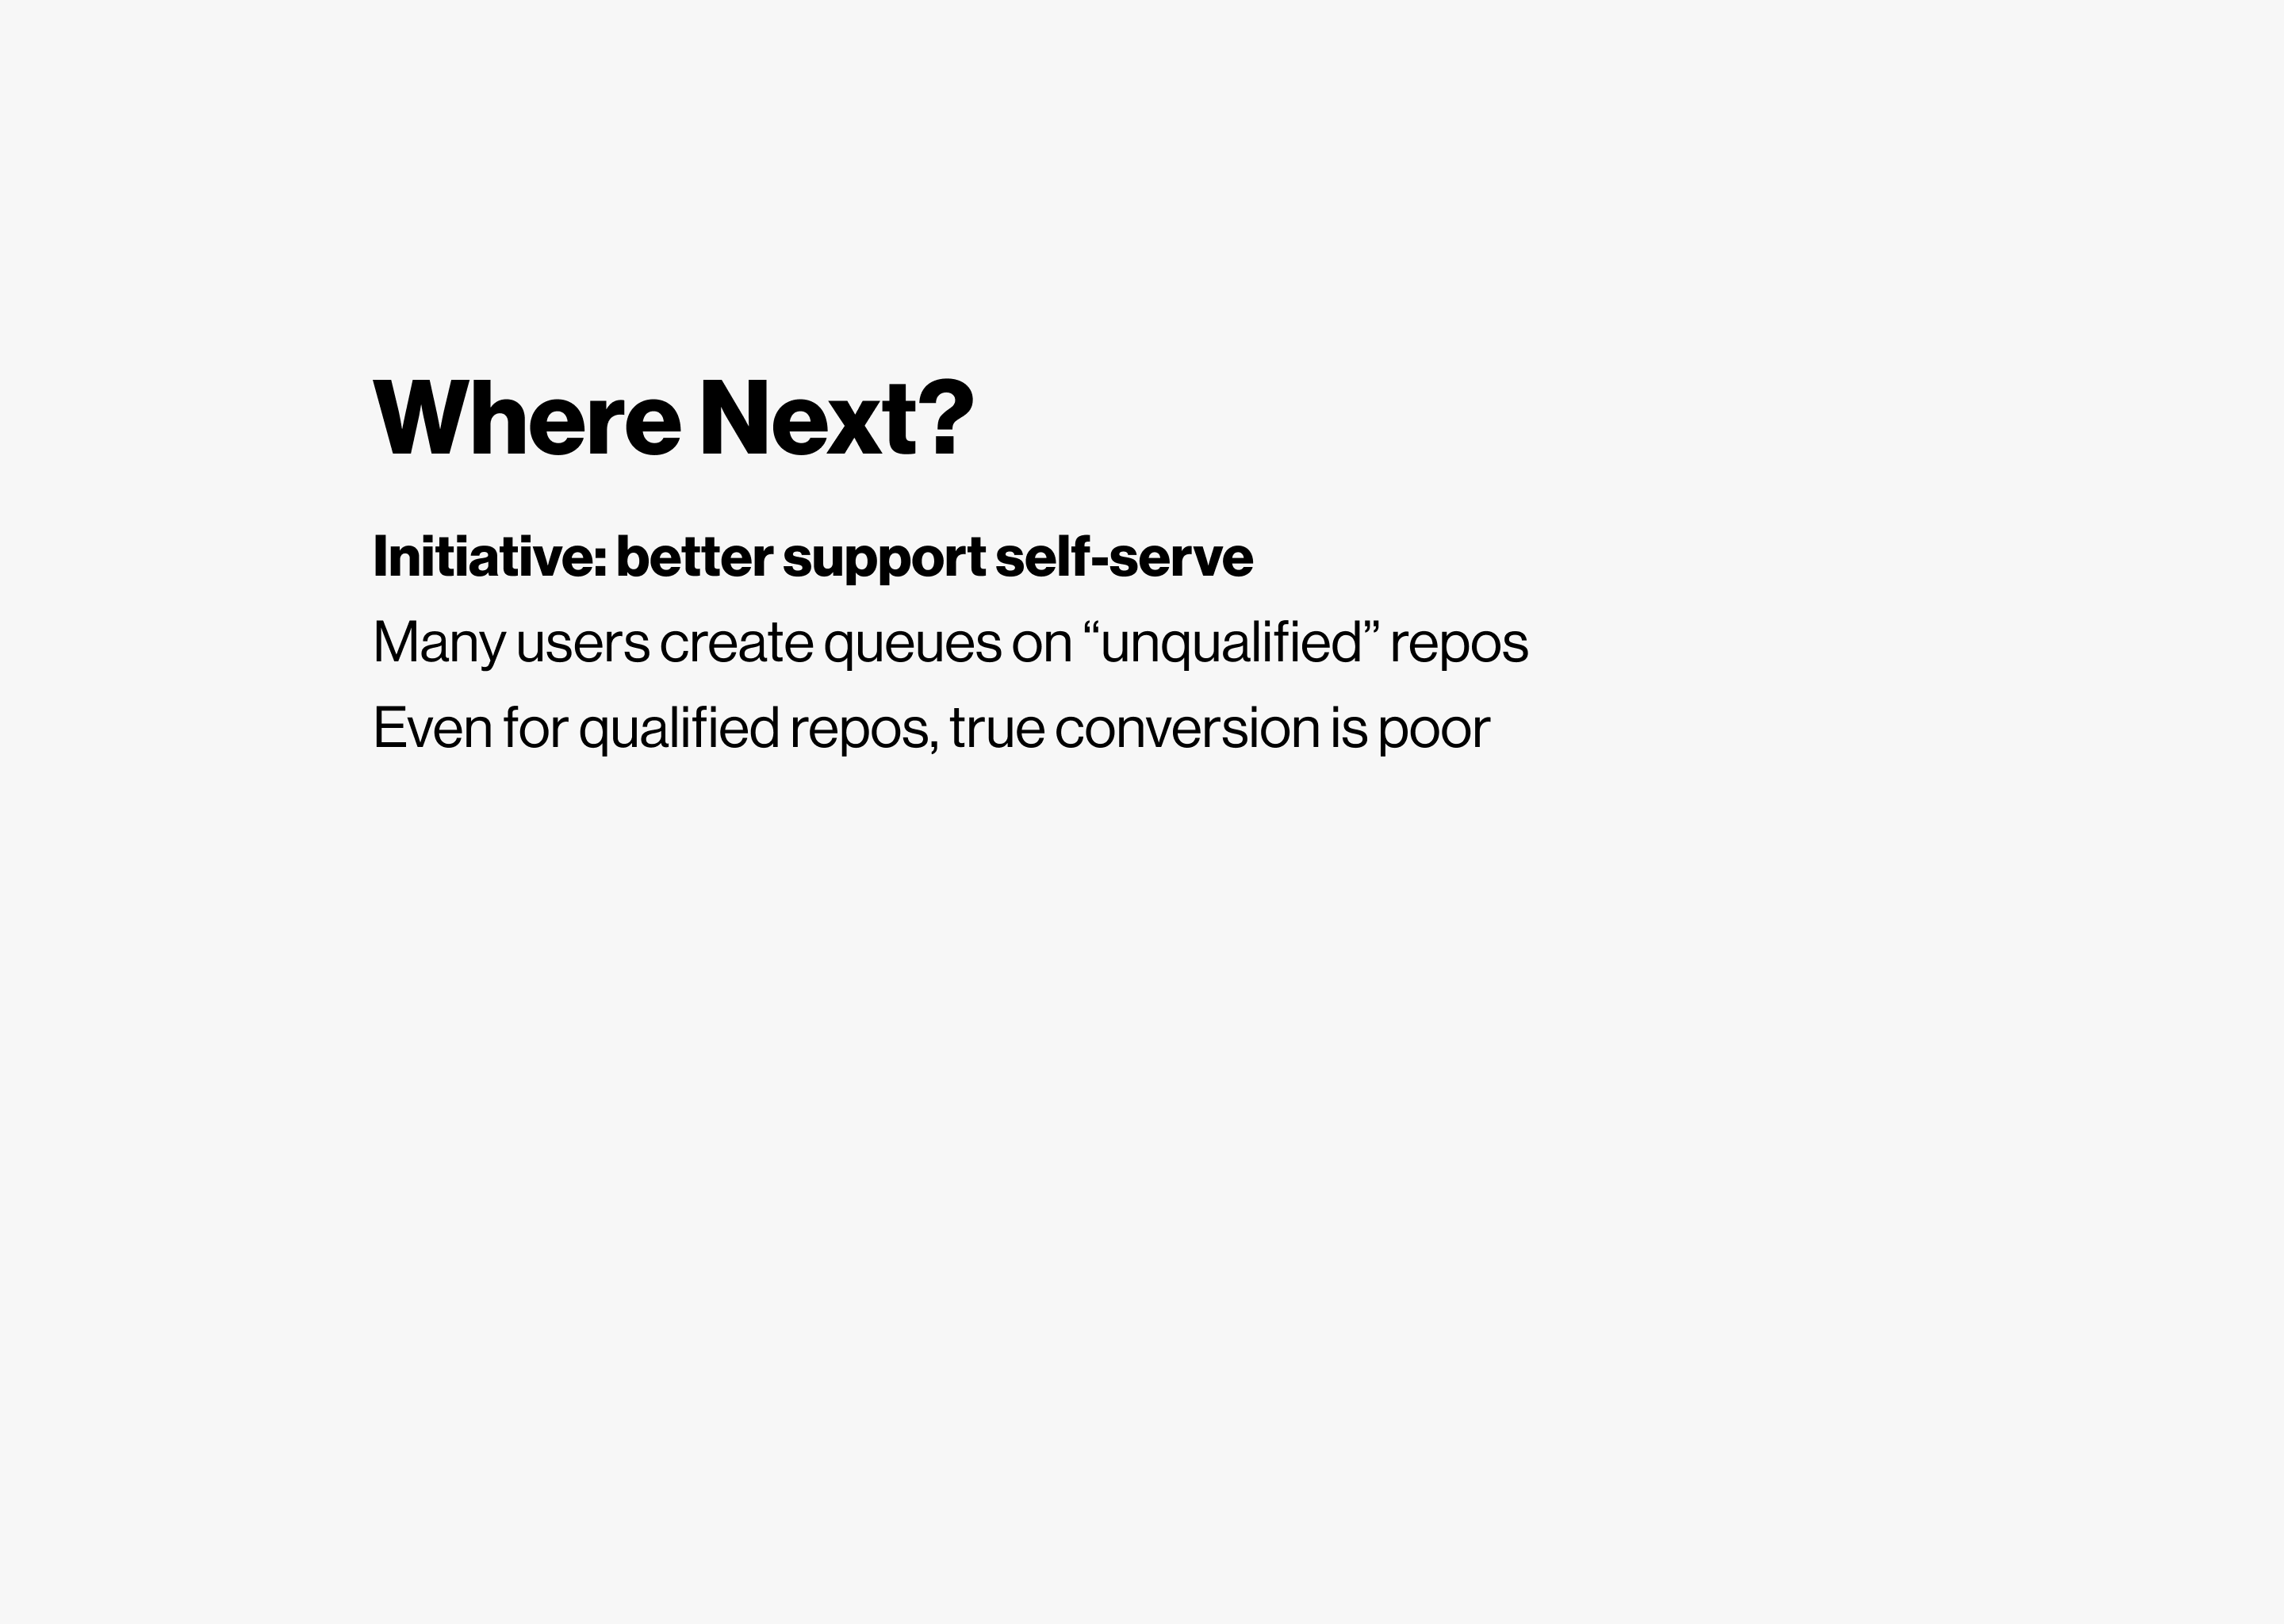 Where Next?
Initiative: better support self-serve
Many users create queues on “unqualified” repos
Even for qualified repos, true conversion is poor